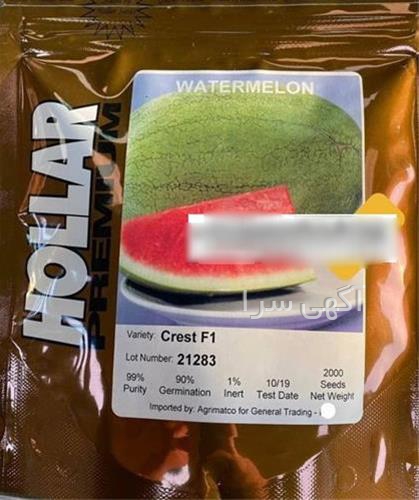 HOLLAR
PREMIUM
WATERMELON
آگهی سرا
Variety: Crest F1
Lot Number: 21283
99% 90% 1% 10/19 2000
Purity Germination Inert Test Date Seeds
Net Weight
Imported by: Agrimatco for General Trading -